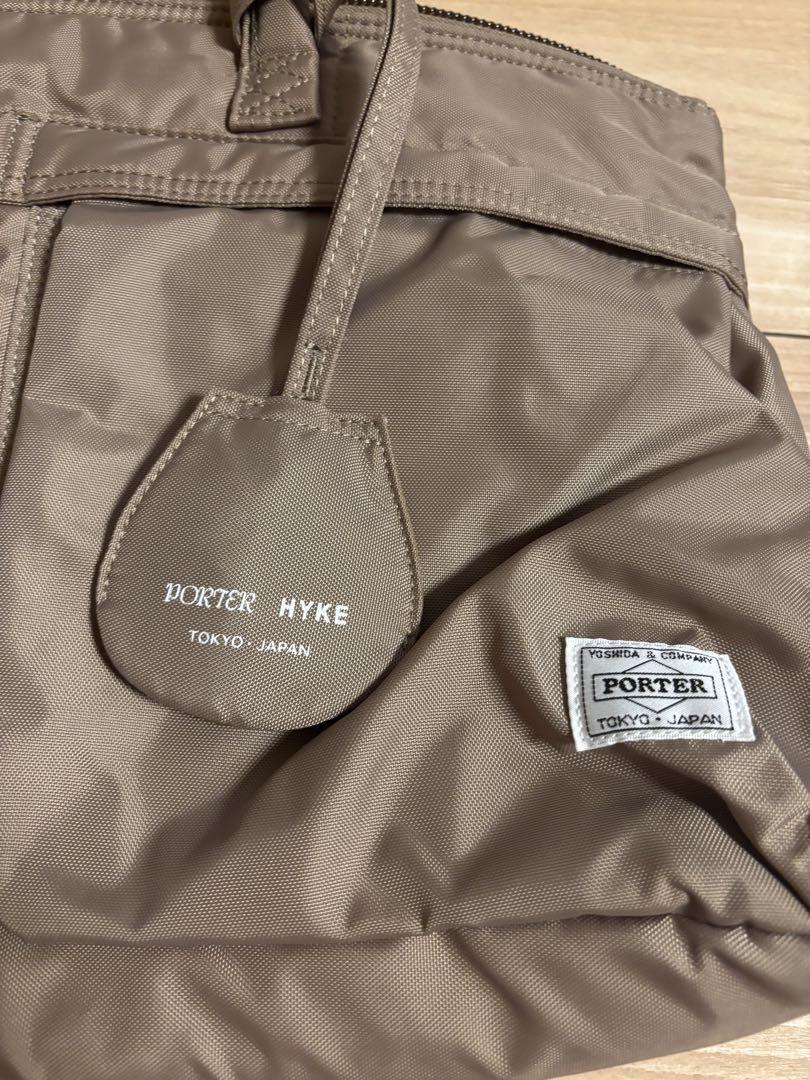 PORTER HYKE
TOKYO · JAPAN
YOSHIDA & COMPANY
PORTER
TOKYO · JAPAN